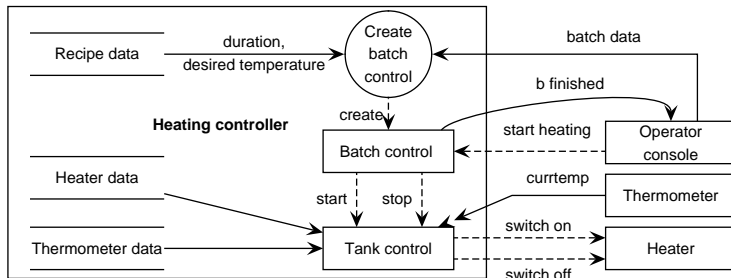 Recipe data
duration,
desired temperature
Create
batch
control
batch data
create
b finished
Heating controller
start heating
Operator
console
Batch control
Heater data
start
stop
currtemp
Thermometer
Thermometer data
Tank control
switch on
Heater
switch off